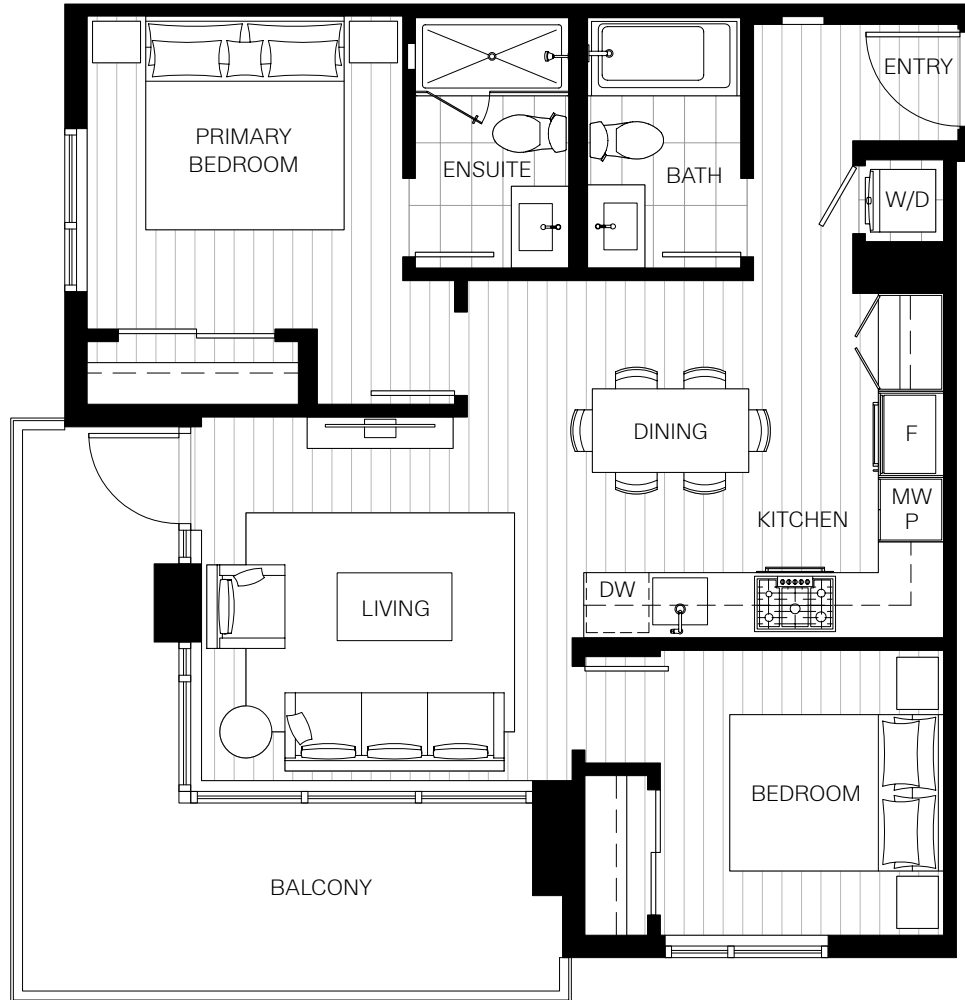 ENTRY
PRIMARY
BEDROOM
ENSUITE
BATH
W/D
DINING
F
MW
P
KITCHEN
DW
LIVING
BEDROOM
BALCONY